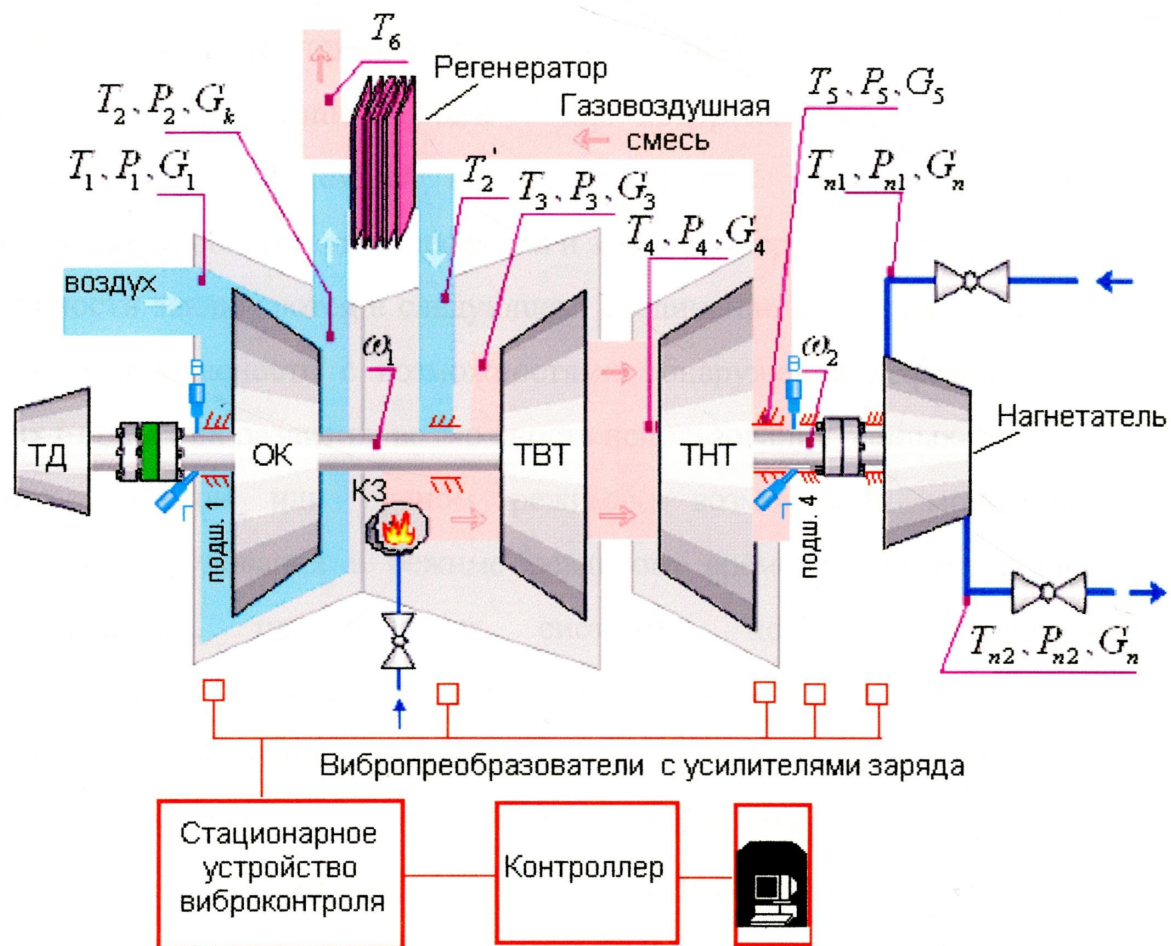 T₆
Регенератор
T₂, P₂, Gₖ
Газовоздушная
смесь
T₅, P₅, G₅
T₁, P₁, G₁
T₂'
T₃, P₃, G₃
Tₙ₁, Pₙ₁, Gₙ
T₄, P₄, G₄
воздух
ω₁
ω₂
В
В
Нагнетатель
ТД
ОК
ТВТ
ТНТ
КЗ
Г
Г
подш. 1
подш. 4
Tₙ₂, Pₙ₂, Gₙ
Вибропреобразователи с усилителями заряда
Стационарное
устройство
виброконтроля
Контроллер